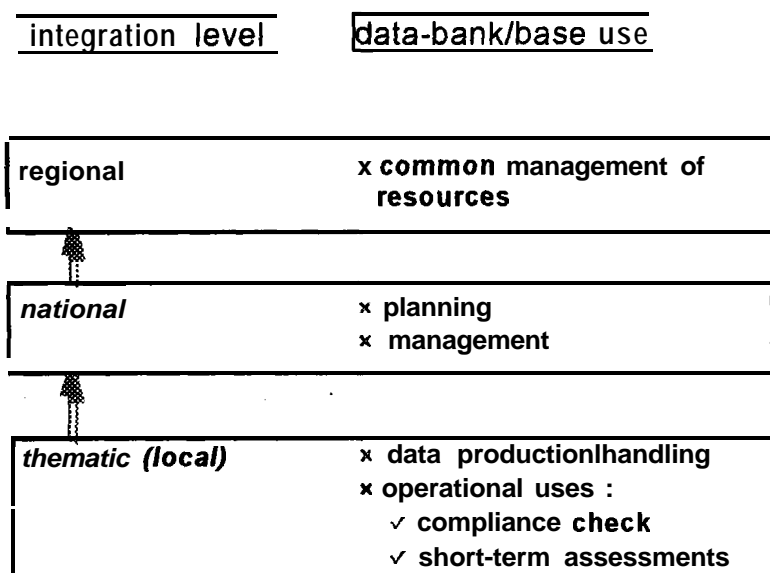 integration level data-bank/base use
regional x common management of
resources
national × planning
× management
thematic (local) × data productionlhandling
× operational uses :
✓ compliance check
✓ short-term assessments